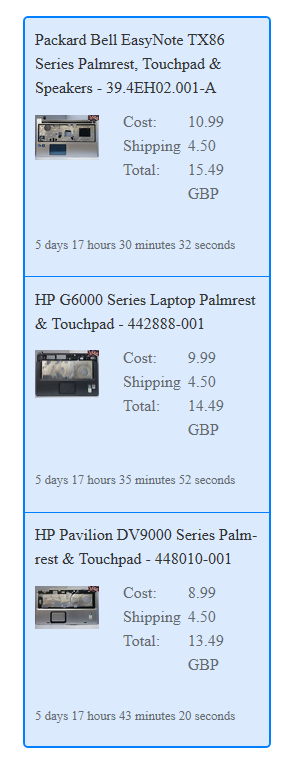 Packard Bell EasyNote TX86
Series Palmrest, Touchpad &
Speakers - 39.4EH02.001-A
Cost: 10.99
Shipping 4.50
Total: 15.49
GBP
5 days 17 hours 30 minutes 32 seconds
HP G6000 Series Laptop Palmrest
& Touchpad - 442888-001
Cost: 9.99
Shipping 4.50
Total: 14.49
GBP
5 days 17 hours 35 minutes 52 seconds
HP Pavilion DV9000 Series Palm-
rest & Touchpad - 448010-001
Cost: 8.99
Shipping 4.50
Total: 13.49
GBP
5 days 17 hours 43 minutes 20 seconds